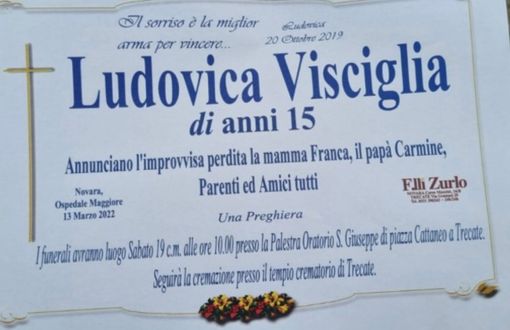 Il sorriso è la miglior
arma per vincere...
Ludovica
20 Ottobre 2019
Ludovica Visciglia
di anni 15
Annunciano l'improvvisa perdita la mamma Franca, il papà Carmine,
Parenti ed Amici tutti
Novara,
Ospedale Maggiore
13 Marzo 2022
F.lli Zurlo
Una Preghiera
I funerali avranno luogo Sabato 19 c.m. alle ore 10.00 presso la Palestra Oratorio S. Giuseppe di piazza Cattaneo a Trecate.
Seguirà la cremazione presso il tempio crematorio di Trecate.